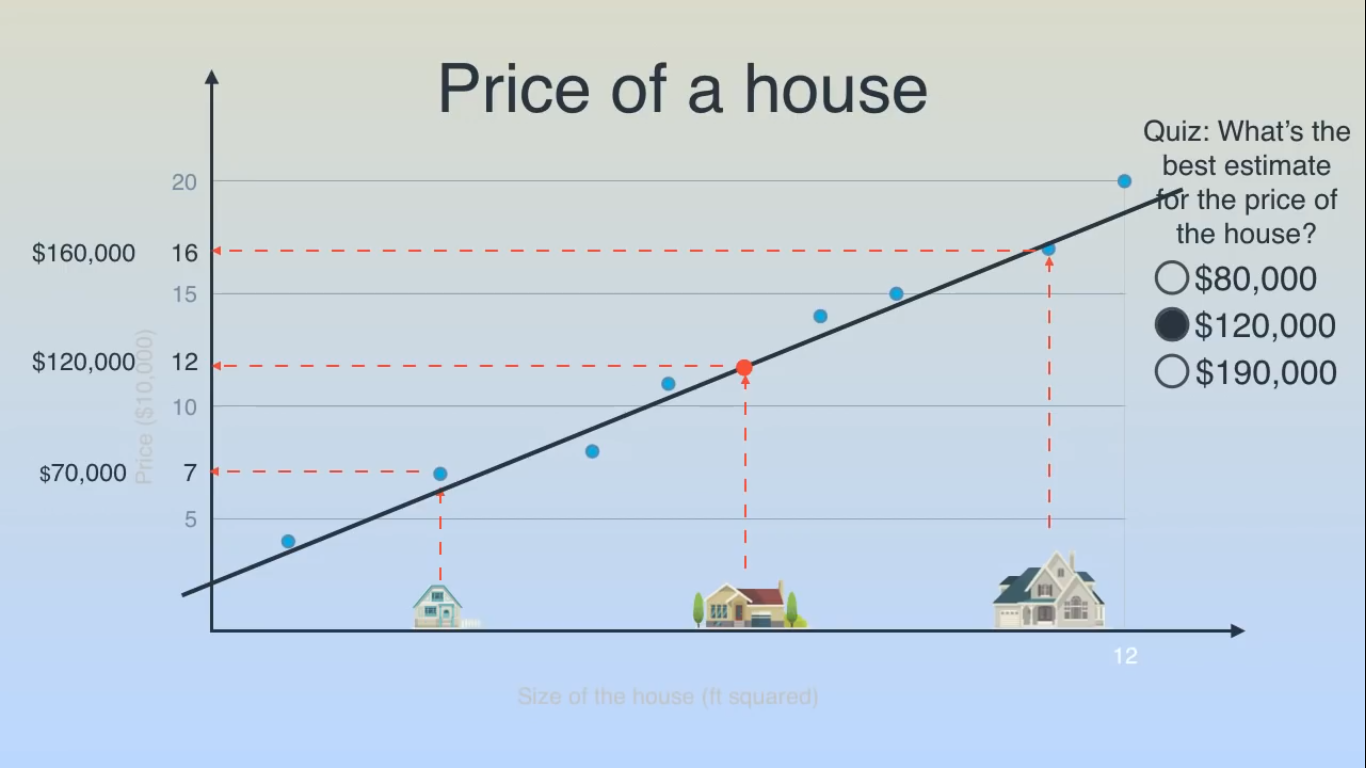 Price of a house
Quiz: What's the
best estimate
for the price of
the house?
$80,000
$120,000
$190,000
20
$160,000 16
15
$120,000 12
10
$70,000 7
5
Price ($10,000)
12
Size of the house (ft squared)